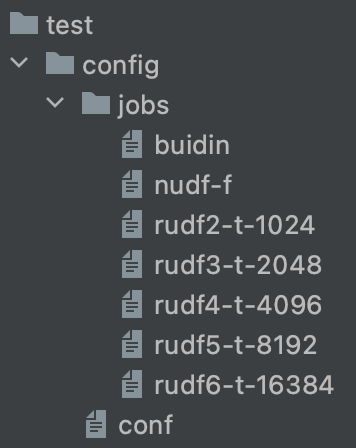 test
config
jobs
buidin
nudf-f
rudf2-t-1024
rudf3-t-2048
rudf4-t-4096
rudf5-t-8192
rudf6-t-16384
conf